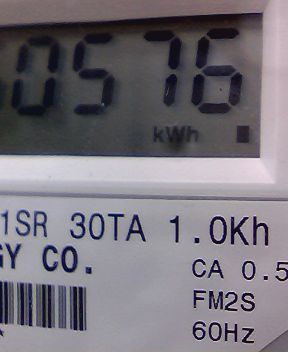 0576
kWh
1SR 30TA 1.0Kh
GY CO.
CA 0.5
FM2S
60Hz